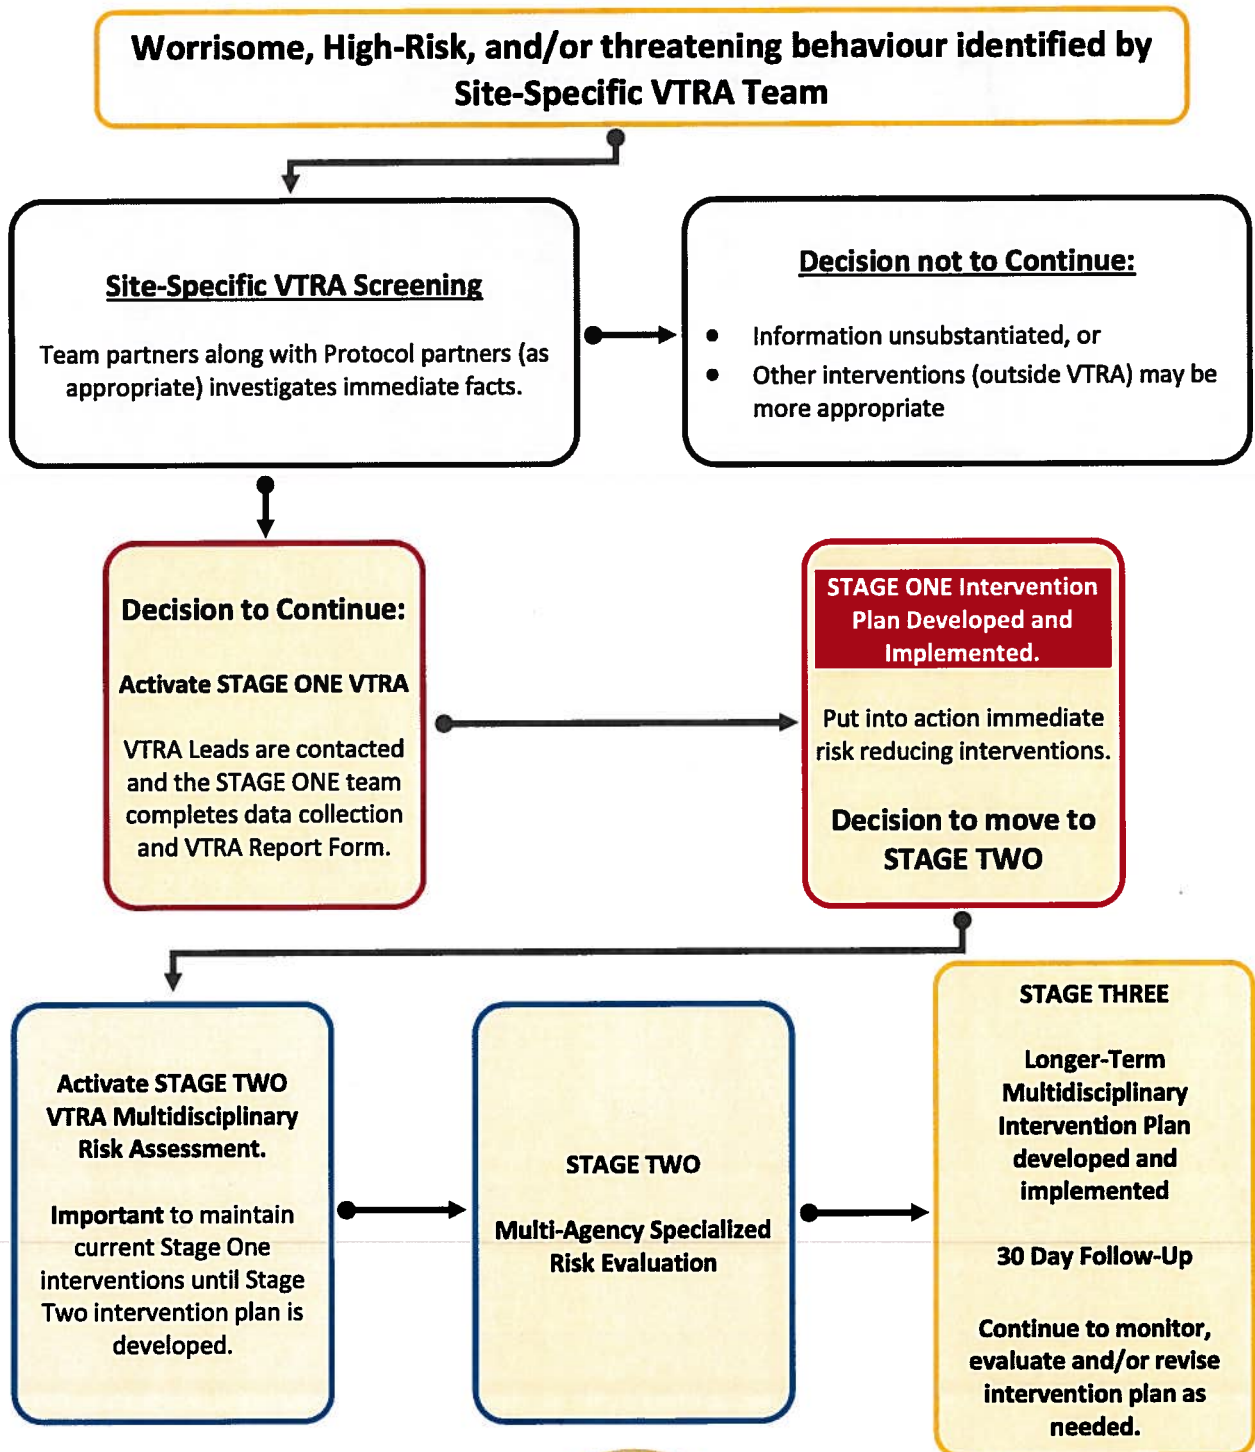 Worrisome, High-Risk, and/or threatening behaviour identified by
Site-Specific VTRA Team
Site-Specific VTRA Screening
Team partners along with Protocol partners (as
appropriate) investigates immediate facts.
Decision not to Continue:
● Information unsubstantiated, or
● Other interventions (outside VTRA) may be
more appropriate
Decision to Continue:
Activate STAGE ONE VTRA
VTRA Leads are contacted
and the STAGE ONE team
completes data collection
and VTRA Report Form.
STAGE ONE Intervention
Plan Developed and
Implemented.
Put into action immediate
risk reducing interventions.
Decision to move to
STAGE TWO
Activate STAGE TWO
VTRA Multidisciplinary
Risk Assessment.
Important to maintain
current Stage One
interventions until Stage
Two intervention plan is
developed.
STAGE TWO
Multi-Agency Specialized
Risk Evaluation
STAGE THREE
Longer-Term
Multidisciplinary
Intervention Plan
developed and
implemented
30 Day Follow-Up
Continue to monitor,
evaluate and/or revise
intervention plan as
needed.